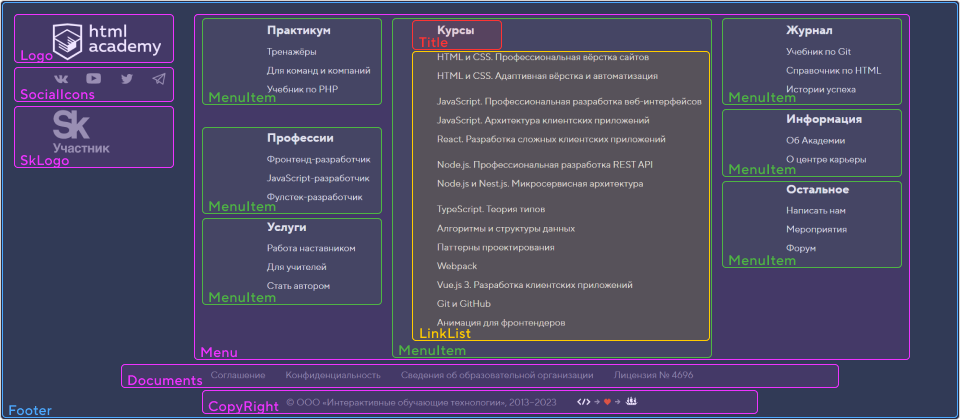 html
academy
Logo
SocialIcons
Sk
Участник
SkLogo
Практикум
Тренажёры
Для команд и компаний
Учебник по PHP
MenuItem
Профессии
Фронтенд-разработчик
JavaScript-разработчик
Фулстек-разработчик
MenuItem
Услуги
Работа наставником
Для учителей
Стать автором
MenuItem
Курсы
Title
HTML и CSS. Профессиональная вёрстка сайтов
HTML и CSS. Адаптивная вёрстка и автоматизация
JavaScript. Профессиональная разработка веб-интерфейсов
JavaScript. Архитектура клиентских приложений
React. Разработка сложных клиентских приложений
Node.js. Профессиональная разработка REST API
Node.js и Nest.js. Микросервисная архитектура
TypeScript. Теория типов
Алгоритмы и структуры данных
Паттерны проектирования
Webpack
Vue.js 3. Разработка клиентских приложений
Git и GitHub
Анимация для фронтендеров
LinkList
MenuItem
Журнал
Учебник по Git
Справочник по HTML
Истории успеха
MenuItem
Информация
Об Академии
О центре карьеры
MenuItem
Остальное
Написать нам
Мероприятия
Форум
MenuItem
Menu
Documents
Соглашение
Конфиденциальность
Сведения об образовательной организации
Лицензия № 4696
CopyRight
© ООО «Интерактивные обучающие технологии», 2013–2023
Footer